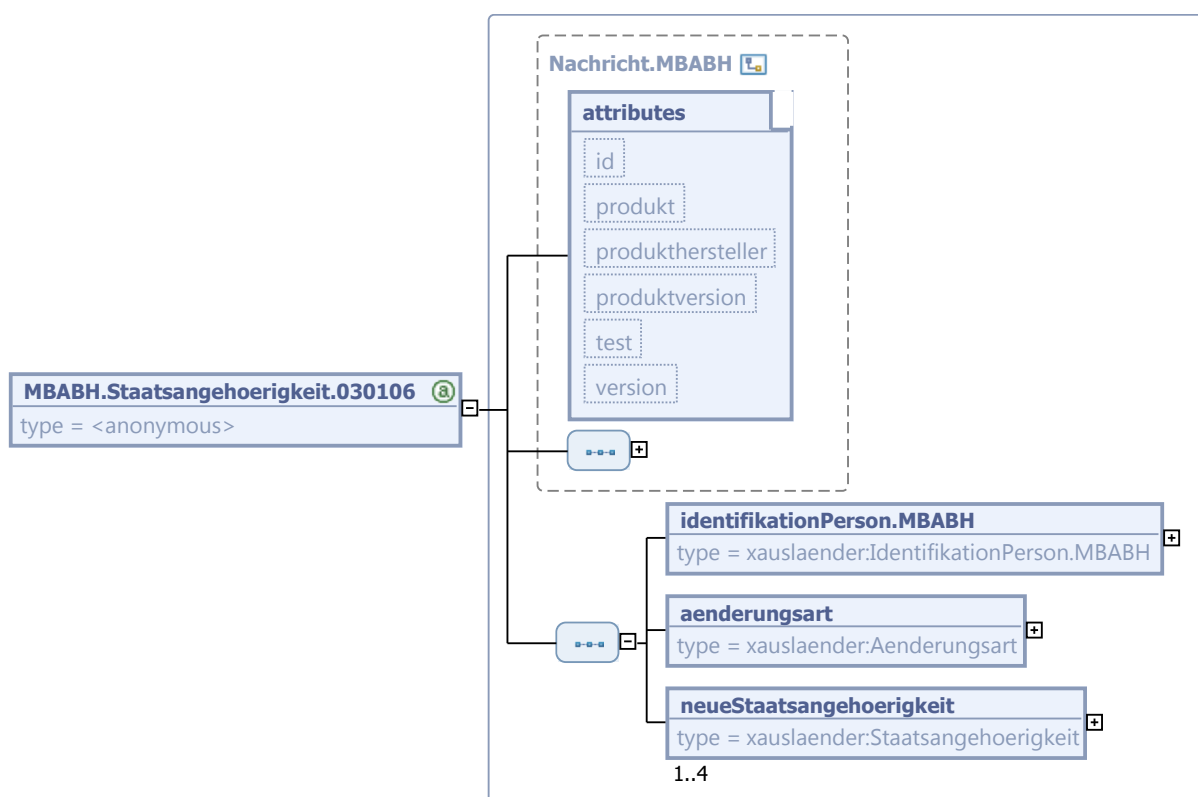 Nachricht.MBABH
attributes
id
produkt
produkthersteller
produktversion
test
version
MBABH.Staatsangehoerigkeit.030106
type = <anonymous>
identifikationPerson.MBABH
type = xauslaender:IdentifikationPerson.MBABH
aenderungsart
type = xauslaender:Aenderungsart
neueStaatsangehoerigkeit
type = xauslaender:Staatsangehoerigkeit
1..4